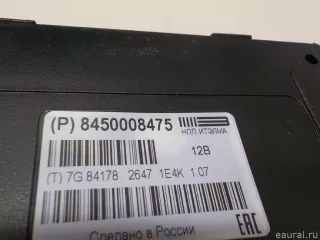 (P) 8450008475
НПП ИТЭЛМА
12В
(T) 7G 84178 2647 1E4K 1.07
Сделано в России
EAC
eaural.ru